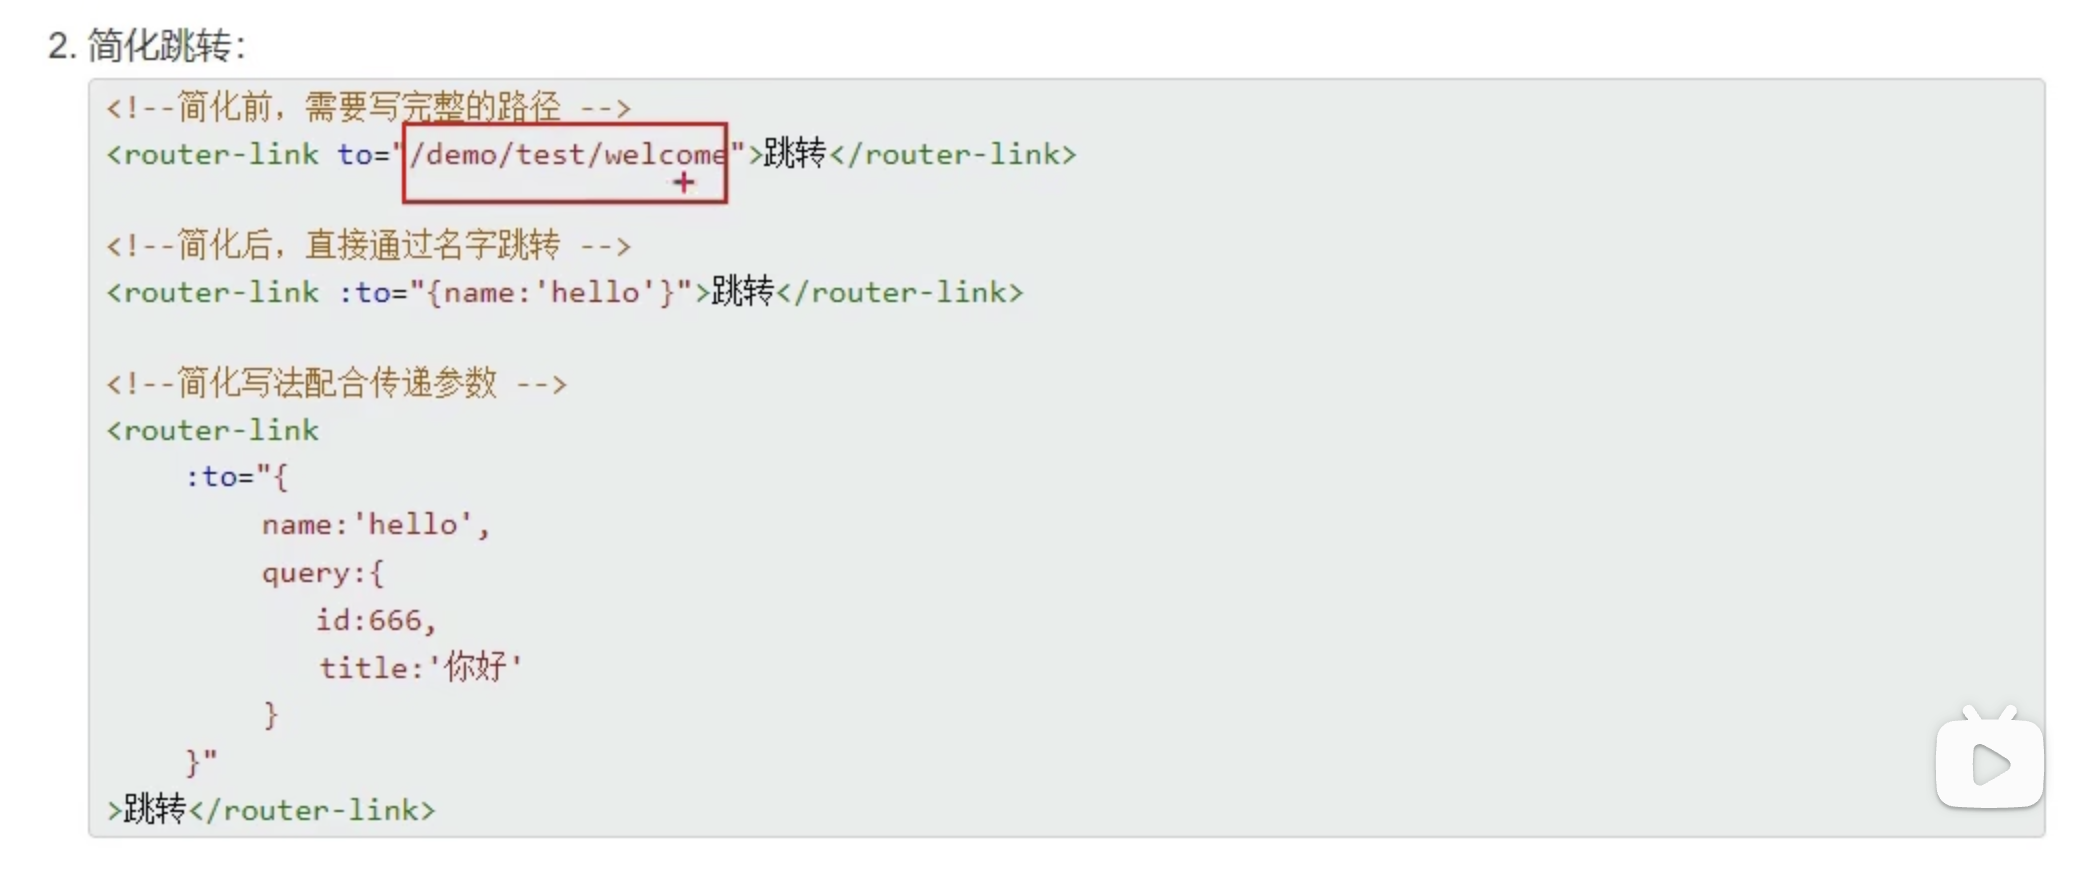 2. 简化跳转：
<!--简化前，需要写完整的路径 -->
<router-link to="/demo/test/welcome">跳转</router-link>
<!--简化后，直接通过名字跳转 -->
<router-link :to="{name:'hello'}">跳转</router-link>
<!--简化写法配合传递参数 -->
<router-link
:to="{
name:'hello',
query:{
id:666,
title:'你好'
}
}"
>跳转</router-link>